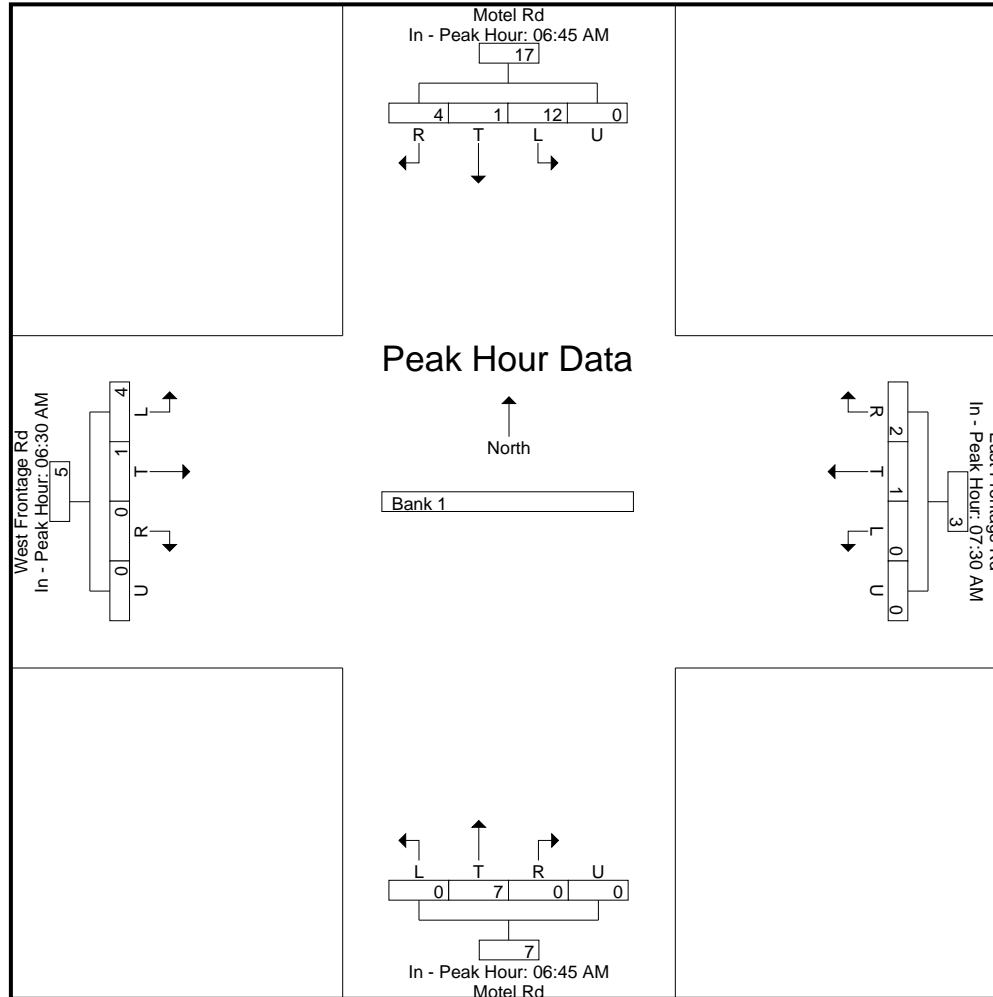 Motel Rd
In - Peak Hour: 06:45 AM
17
4 1 12 0
R T L U
Peak Hour Data
North
Bank 1
West Frontage Rd
In - Peak Hour: 06:30 AM
5
4 1 0 0
L T R U
R T L U
2 1 0 0
3
Frontage Rd
In - Peak Hour: 07:30 AM
L T R U
0 7 0 0
7
In - Peak Hour: 06:45 AM
Motel Rd